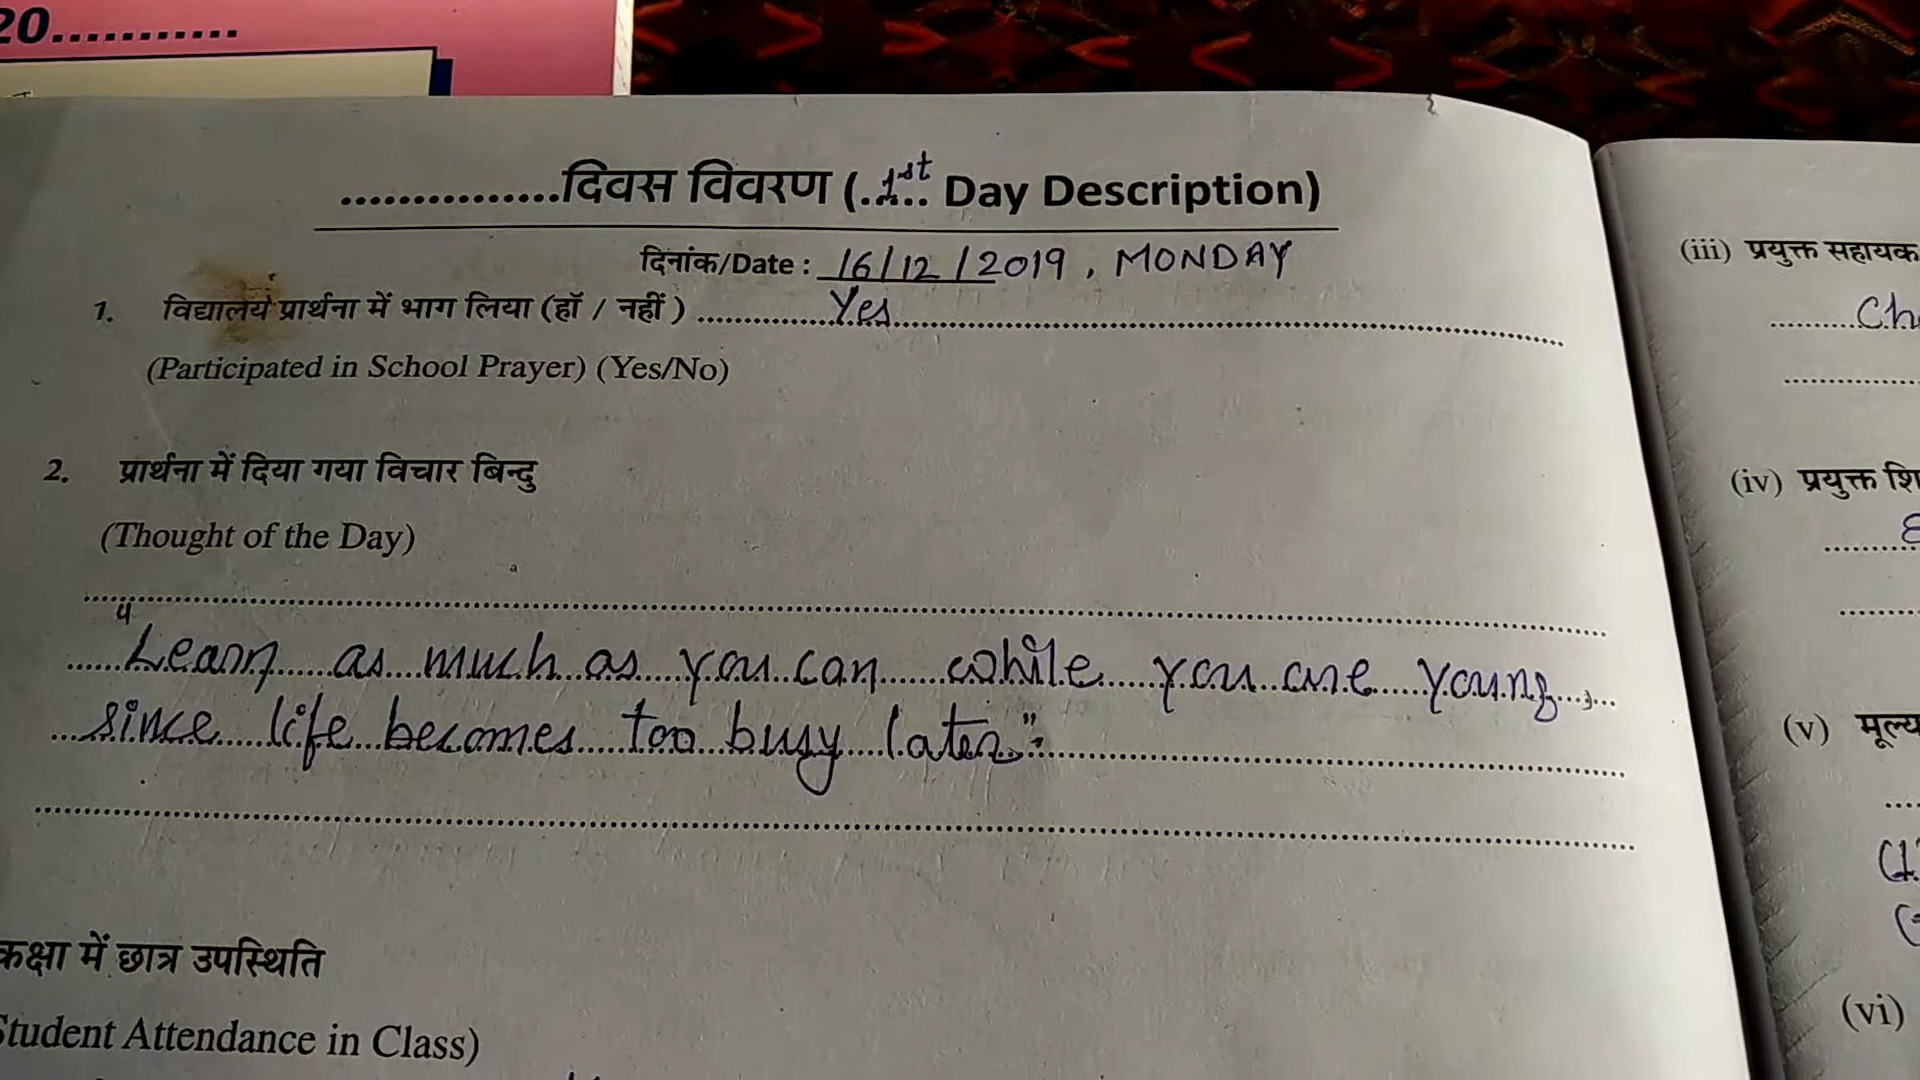 20...........
..............दिवस विवरण (.1st.. Day Description)
दिनांक/Date : 16/12/2019, MONDAY
1. विद्यालय प्रार्थना में भाग लिया (हॉ / नहीं ) ..............Yes..............
(Participated in School Prayer) (Yes/No)
2. प्रार्थना में दिया गया विचार बिन्दु
(Thought of the Day)
"Learn as much as you can while you are young,
since life becomes too busy later".
कक्षा में छात्र उपस्थिति
Student Attendance in Class)
(iii) प्रयुक्त सहायक
(iv) प्रयुक्त
(v) मूल्य
(vi)